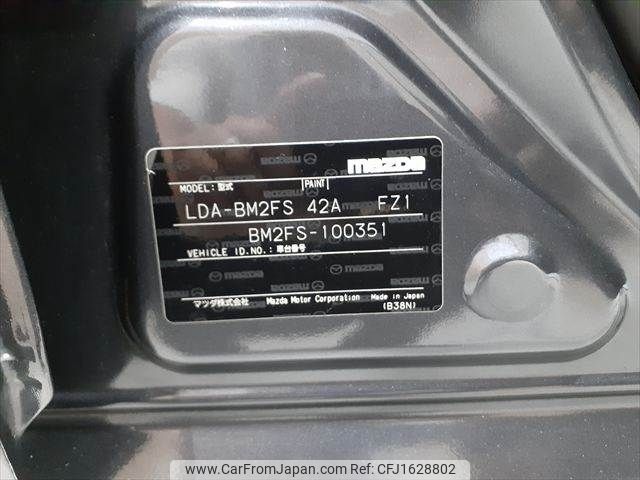 mazda
MODEL: 型式 PAINT
LDA-BM2FS 42A FZ1
BM2FS-100351
VEHICLE ID.NO.: 車台番号
マツダ株式会社 Mazda Motor Corporation Made in Japan
(B38N)
www.CarFromJapan.com | Ref No. CFJ1628802